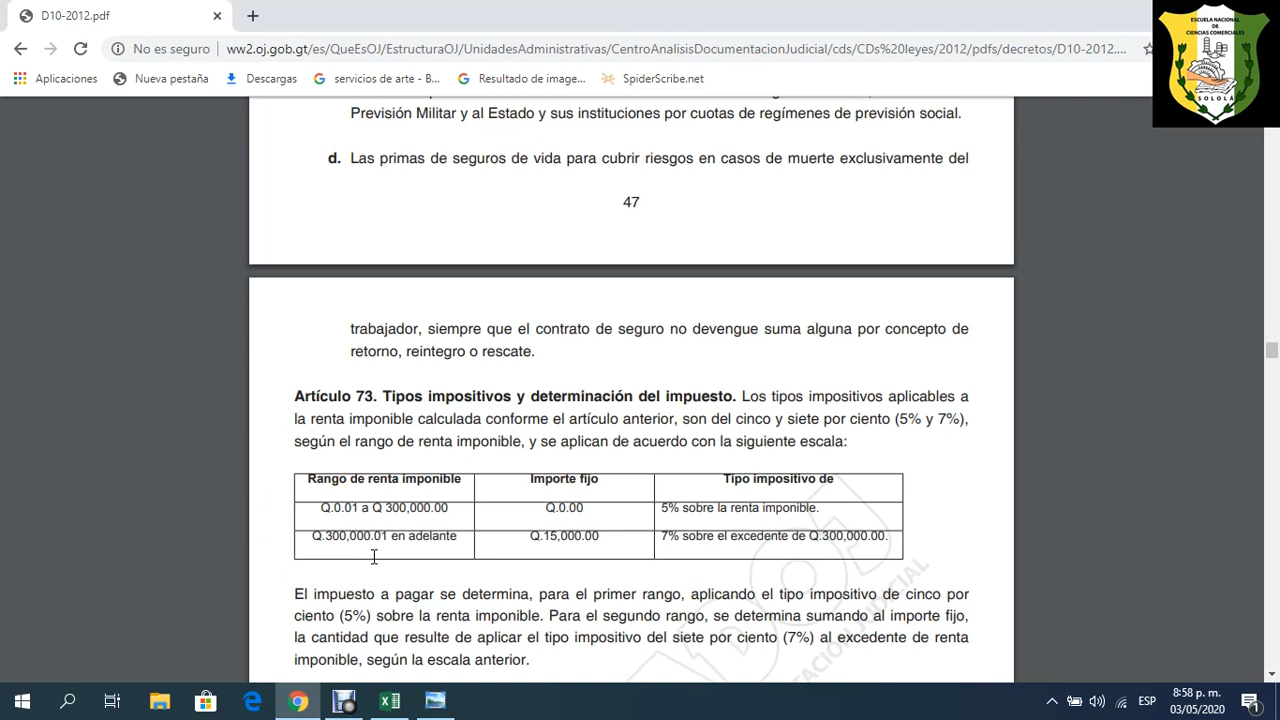 D10-2012.pdf
No es seguro
ww2.oj.gob.gt/es/QueEsOJ/EstructuraOJ/UnidadesAdministrativas/CentroAnalisisDocumentacionJudicial/cds/CDs%20leyes/2012/pdfs/decretos/D10-2012....
Aplicaciones Nueva pestaña Descargas servicios de arte - B... Resultado de image... SpiderScribe.net
ESCUELA NACIONAL
DE
CIENCIAS COMERCIALES
SOLOLÁ
Previsión Militar y al Estado y sus instituciones por cuotas de regímenes de previsión social.
d. Las primas de seguros de vida para cubrir riesgos en casos de muerte exclusivamente del
47
trabajador, siempre que el contrato de seguro no devengue suma alguna por concepto de
retorno, reintegro o rescate.
Artículo 73. Tipos impositivos y determinación del impuesto. Los tipos impositivos aplicables a
la renta imponible calculada conforme el artículo anterior, son del cinco y siete por ciento (5% y 7%),
según el rango de renta imponible, y se aplican de acuerdo con la siguiente escala:
Rango de renta imponible Importe fijo Tipo impositivo de
Q.0.01 a Q 300,000.00 Q.0.00 5% sobre la renta imponible.
Q.300,000.01 en adelante Q.15,000.00 7% sobre el excedente de Q.300,000.00.
El impuesto a pagar se determina, para el primer rango, aplicando el tipo impositivo de cinco por
ciento (5%) sobre la renta imponible. Para el segundo rango, se determina sumando al importe fijo,
la cantidad que resulte de aplicar el tipo impositivo del siete por ciento (7%) al excedente de renta
imponible, según la escala anterior.
ESP
8:58 p. m.
03/05/2020